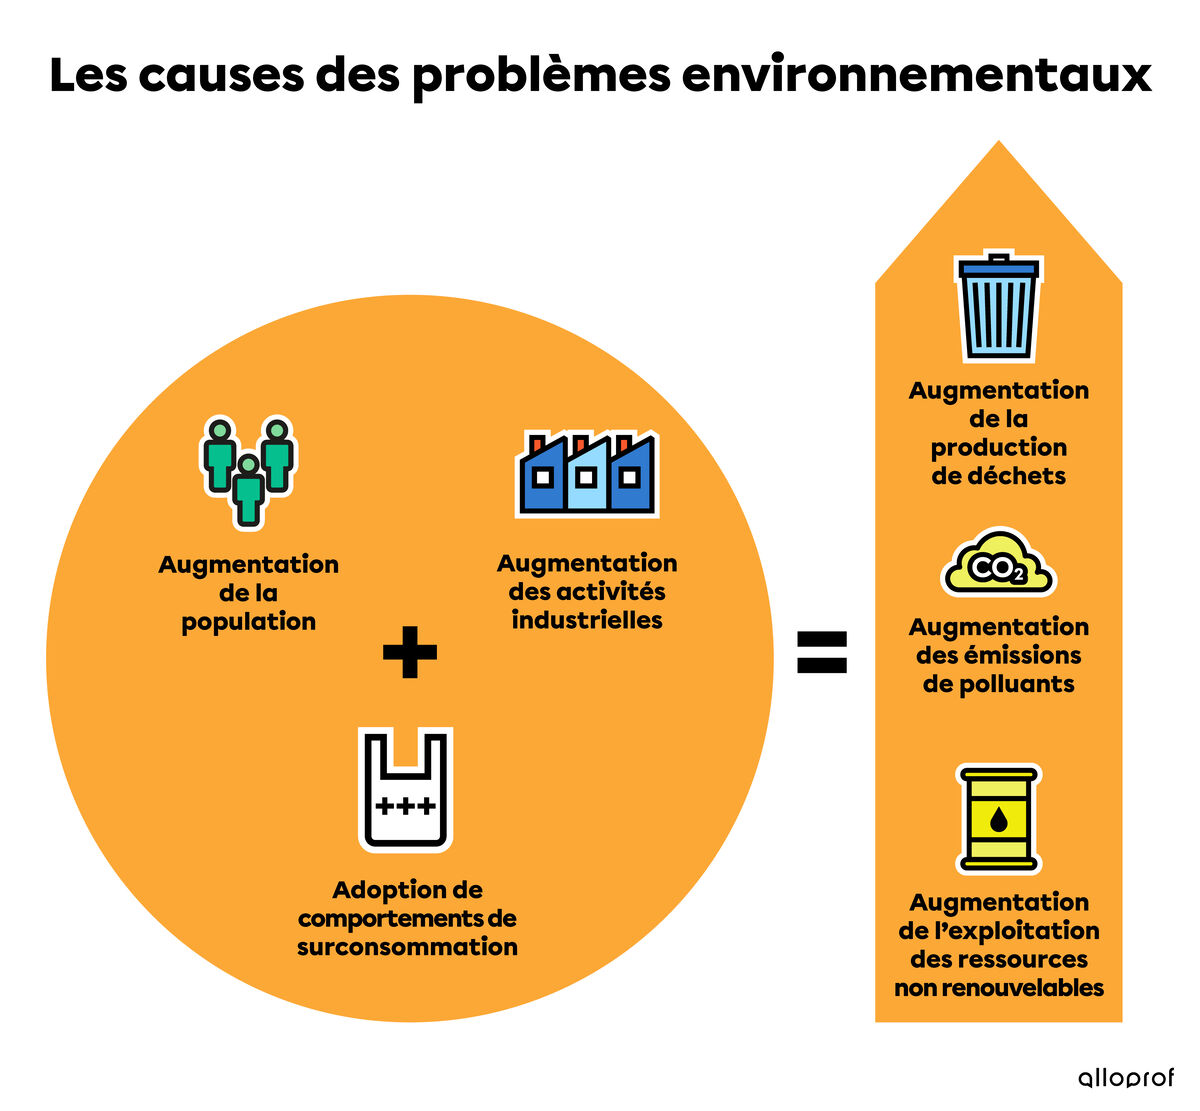 Les causes des problèmes environnementaux
Augmentation
de la
population
Augmentation
des activités
industrielles
+
+++
Adoption de
comportements de
surconsommation
=
Augmentation
de la
production
de déchets
CO₂
Augmentation
des émissions
de polluants
Augmentation
de l’exploitation
des ressources
non renouvelables
alloprof